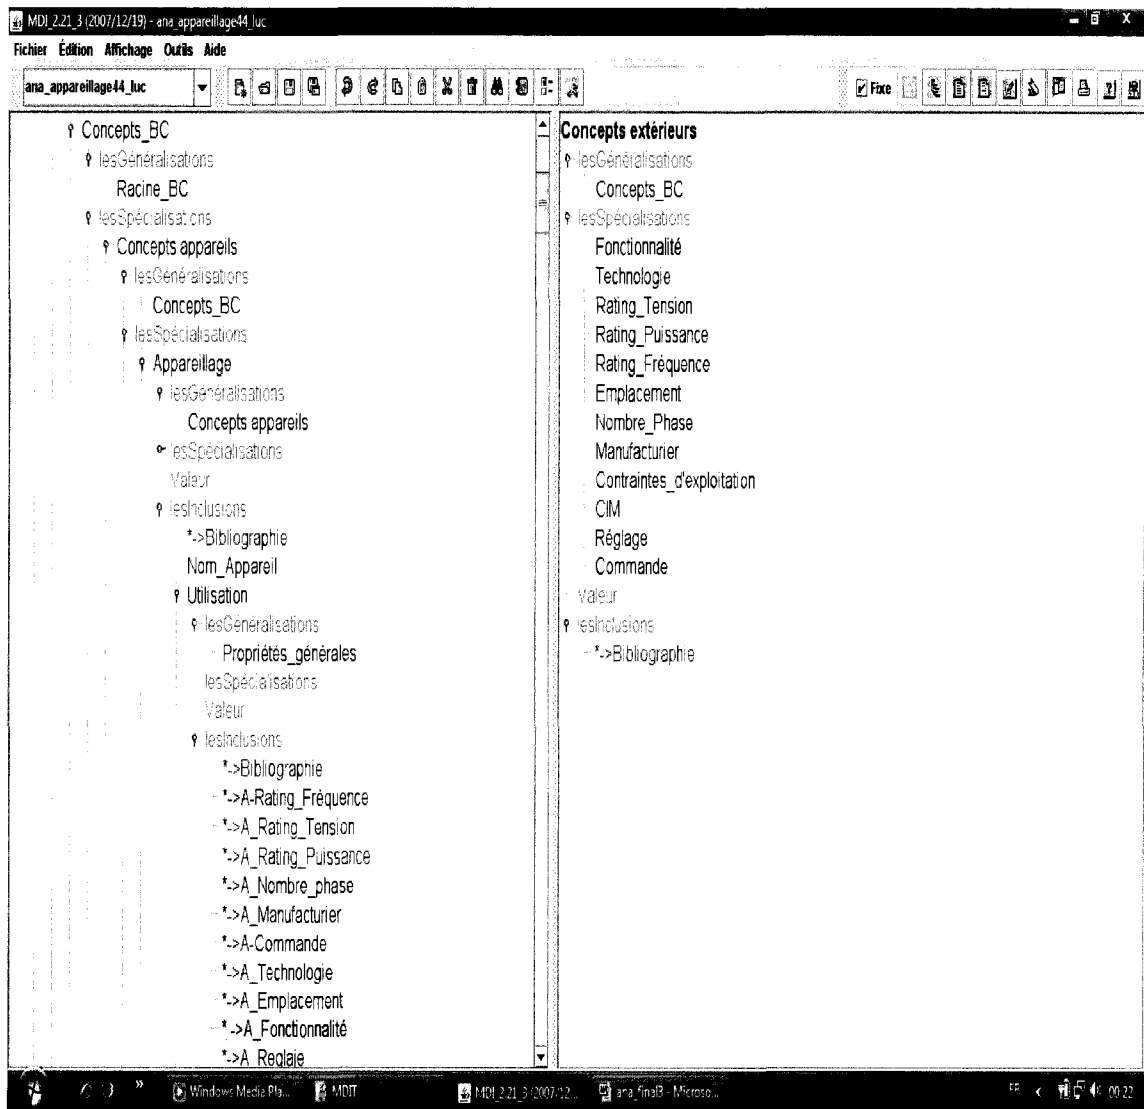 MDI_2.21_3 (2007/12/19) - ana_appareillage44_luc
Fichier Édition Affichage Outils Aide
ana_appareillage44_luc
Fixe
Concepts_BC
lesGénéralisations
Racine_BC
lesSpécialisations
Concepts appareils
lesGénéralisations
Concepts_BC
lesSpécialisations
Appareillage
lesGénéralisations
Concepts appareils
lesSpécialisations
Valeur
lesInclusions
*->Bibliographie
Nom_Appareil
Utilisation
lesGénéralisations
Propriétés_générales
lesSpécialisations
Valeur
lesInclusions
*->Bibliographie
*->A-Rating_Fréquence
*->A_Rating_Tension
*->A_Rating_Puissance
*->A_Nombre_phase
*->A_Manufacturier
*->A-Commande
*->A_Technologie
*->A_Emplacement
*->A_Fonctionnalité
*->A_Reglaje
Concepts extérieurs
lesGénéralisations
Concepts_BC
lesSpécialisations
Fonctionnalité
Technologie
Rating_Tension
Rating_Puissance
Rating_Fréquence
Emplacement
Nombre_Phase
Manufacturier
Contraintes_d'exploitation
CIM
Réglage
Commande
Valeur
lesInclusions
*->Bibliographie
» Windows Media Pla... MDIT MDI_2.21_3 (2007/12... ana_final3 - Microso... FR < 00:22